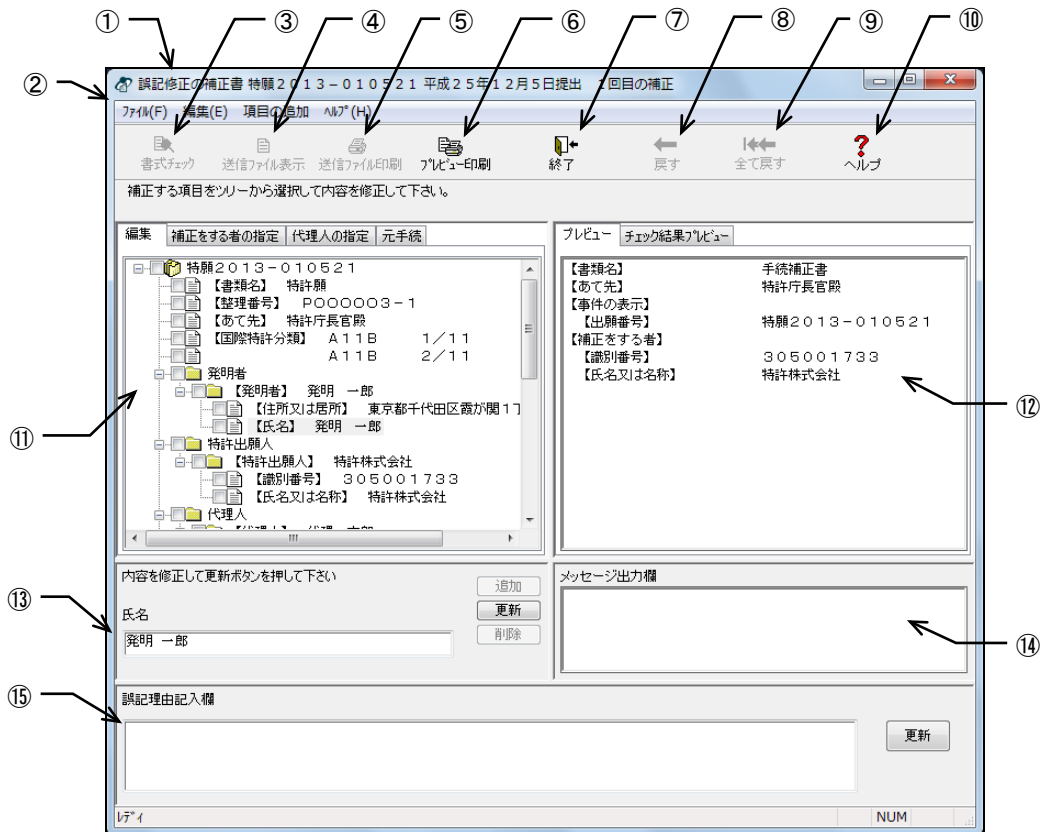 ① ③ ④ ⑤ ⑥ ⑦ ⑧ ⑨ ⑩
②
誤記修正の補正書 特願２０１３－０１０５２１ 平成２５年１２月５日提出 １回目の補正
ﾌｧｲﾙ(F) 編集(E) 項目の追加 ﾍﾙﾌﾟ(H)
書式ﾁｪｯｸ 送信ﾌｧｲﾙ表示 送信ﾌｧｲﾙ印刷 ﾌﾟﾚﾋﾞｭｰ印刷 終了 戻す 全て戻す ヘルプ
補正する項目をツリーから選択して内容を修正して下さい。
編集 補正をする者の指定 代理人の指定 元手続
特願２０１３－０１０５２１
【書類名】 特許願
【整理番号】 Ｐ０００００３－１
【あて先】 特許庁長官殿
【国際特許分類】 Ａ１１Ｂ １／１１
Ａ１１Ｂ ２／１１
発明者
【発明者】 発明 一郎
【住所又は居所】 東京都千代田区霞が関１丁
【氏名】 発明 一郎
特許出願人
【特許出願人】 特許株式会社
【識別番号】 ３０５００１７３３
【氏名又は名称】 特許株式会社
代理人
⑪
プレビュー チェック結果ﾌﾟﾚﾋﾞｭｰ
【書類名】 手続補正書
【あて先】 特許庁長官殿
【事件の表示】
【出願番号】 特願２０１３－０１０５２１
【補正をする者】
【識別番号】 ３０５００１７３３
【氏名又は名称】 特許株式会社
⑫
内容を修正して更新ボタンを押して下さい
追加
更新
削除
⑬
氏名
発明 一郎
メッセージ出力欄
⑭
⑮
誤記理由記入欄
更新
ﾚﾃﾞｨ NUM